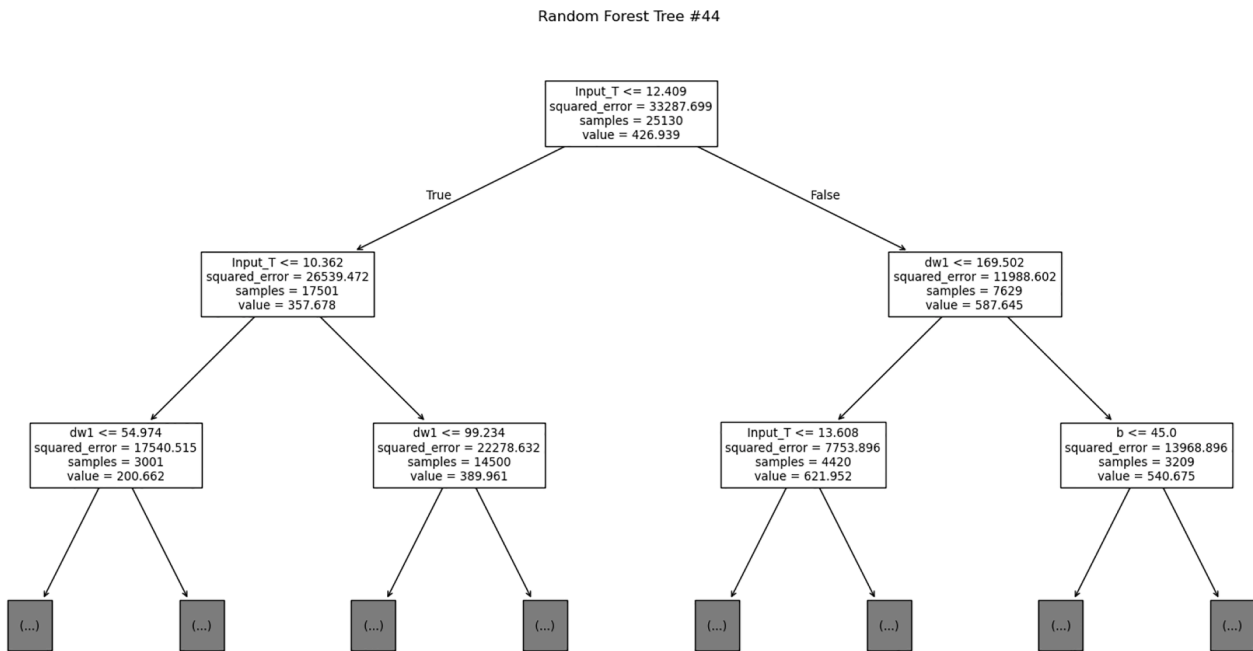 Random Forest Tree #44
Input_T <= 12.409
squared_error = 33287.699
samples = 25130
value = 426.939
True
False
Input_T <= 10.362
squared_error = 26539.472
samples = 17501
value = 357.678
dw1 <= 169.502
squared_error = 11988.602
samples = 7629
value = 587.645
dw1 <= 54.974
squared_error = 17540.515
samples = 3001
value = 200.662
dw1 <= 99.234
squared_error = 22278.632
samples = 14500
value = 389.961
Input_T <= 13.608
squared_error = 7753.896
samples = 4420
value = 621.952
b <= 45.0
squared_error = 13968.896
samples = 3209
value = 540.675
(...)
(...)
(...)
(...)
(...)
(...)
(...)
(...)